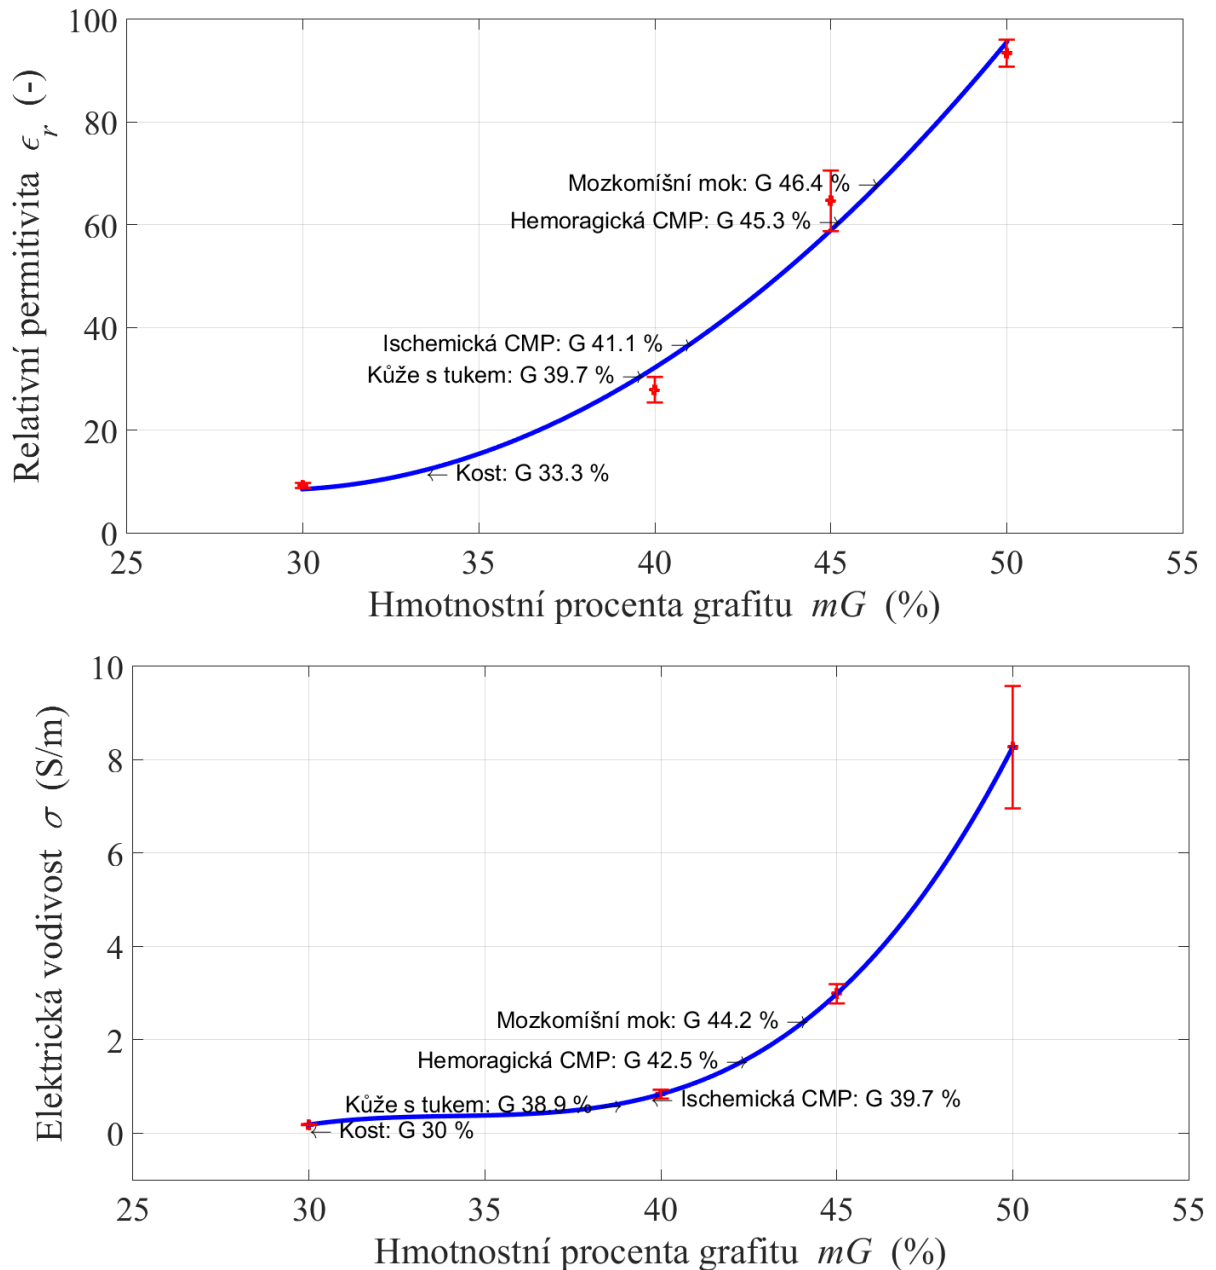 100
80
60
40
20
0
Relativní permitivita ϵr (-)
Mozkomíšní mok: G 46.4 % →
Hemoragická CMP: G 45.3 % →
Ischemická CMP: G 41.1 % →
Kůže s tukem: G 39.7 % →
← Kost: G 33.3 %
25 30 35 40 45 50 55
Hmotnostní procenta grafitu mG (%)
10
8
6
4
2
0
Elektrická vodivost σ (S/m)
Mozkomíšní mok: G 44.2 % →
Hemoragická CMP: G 42.5 % →
Kůže s tukem: G 38.9 % →
← Ischemická CMP: G 39.7 %
← Kost: G 30 %
25 30 35 40 45 50 55
Hmotnostní procenta grafitu mG (%)